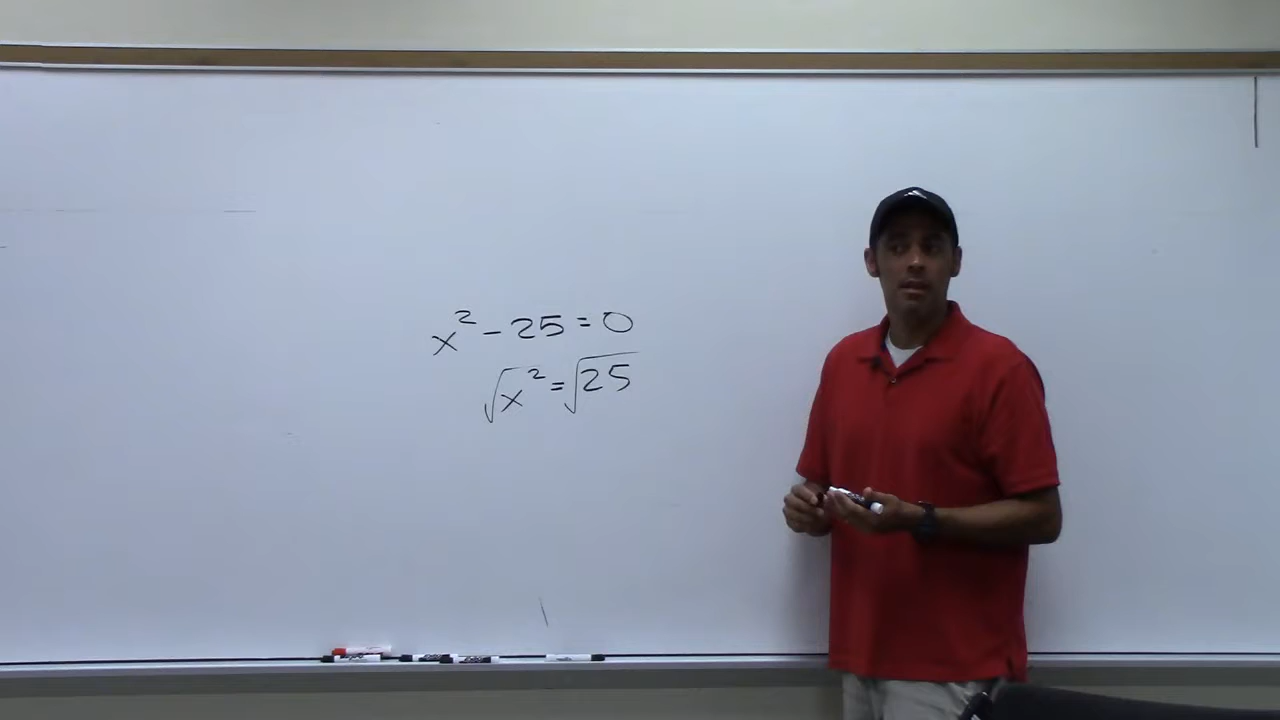 x² - 25 = 0
√x² = √25